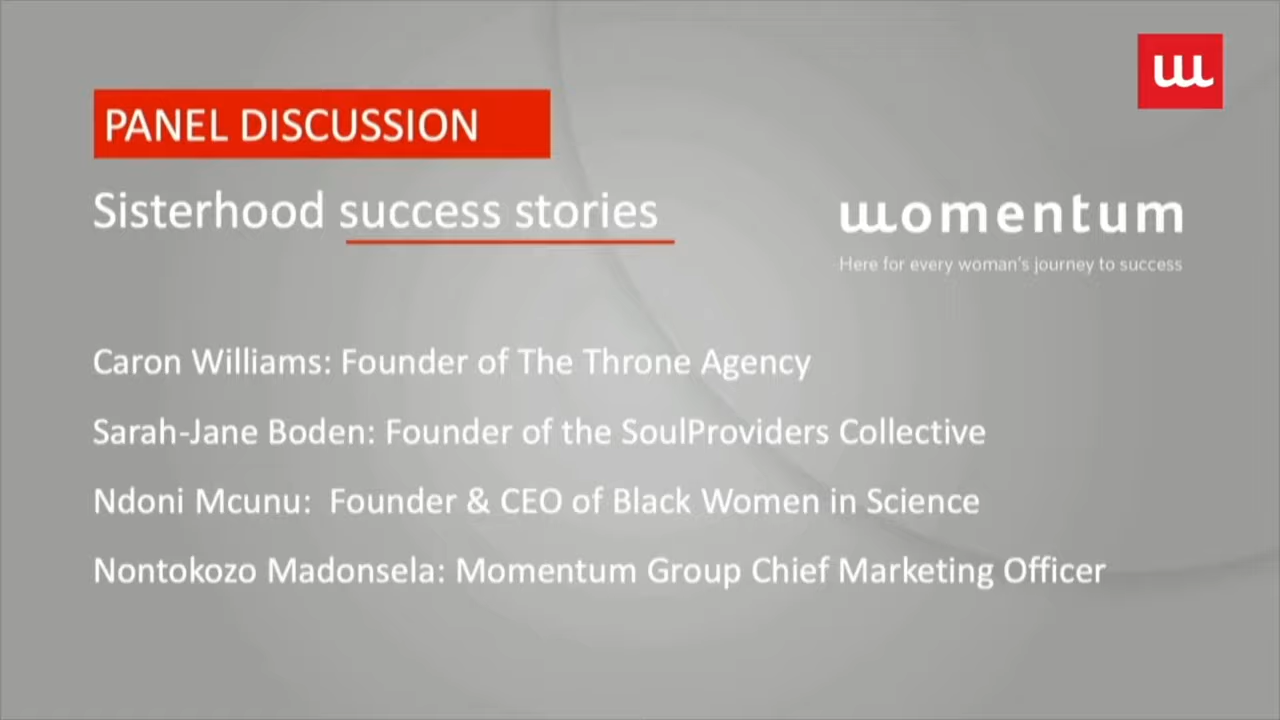 PANEL DISCUSSION
Sisterhood success stories
womentum
Here for every woman's journey to success
Caron Williams: Founder of The Throne Agency
Sarah-Jane Boden: Founder of the SoulProviders Collective
Ndoni Mcunu:  Founder & CEO of Black Women in Science
Nontokozo Madonsela: Momentum Group Chief Marketing Officer